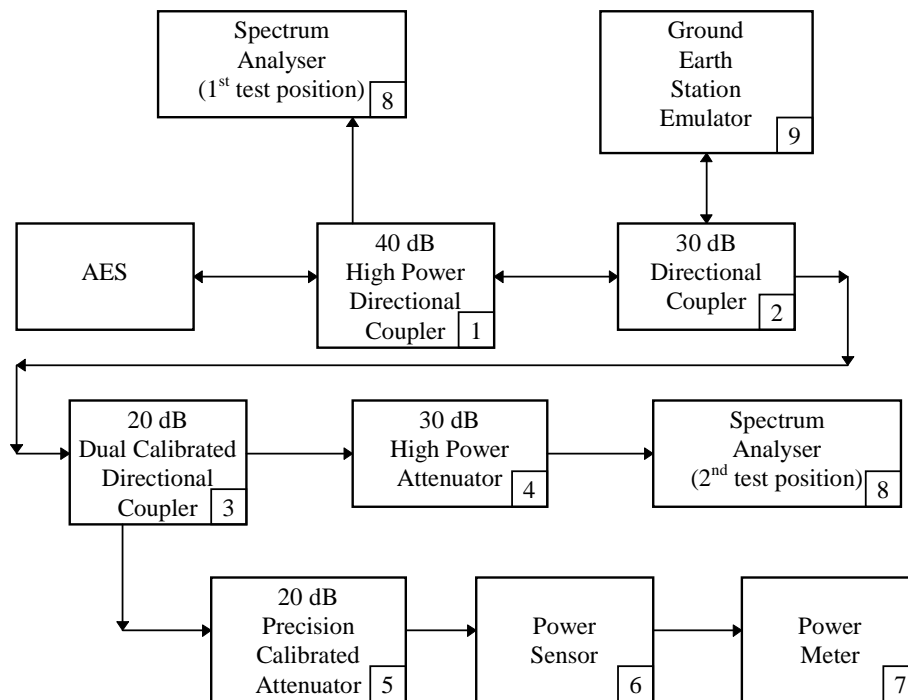 Spectrum
Analyser
(1st test position)
8
Ground
Earth
Station
Emulator
9
AES
40 dB
High Power
Directional
Coupler
1
30 dB
Directional
Coupler
2
20 dB
Dual Calibrated
Directional
Coupler
3
30 dB
High Power
Attenuator
4
Spectrum
Analyser
(2nd test position)
8
20 dB
Precision
Calibrated
Attenuator
5
Power
Sensor
6
Power
Meter
7